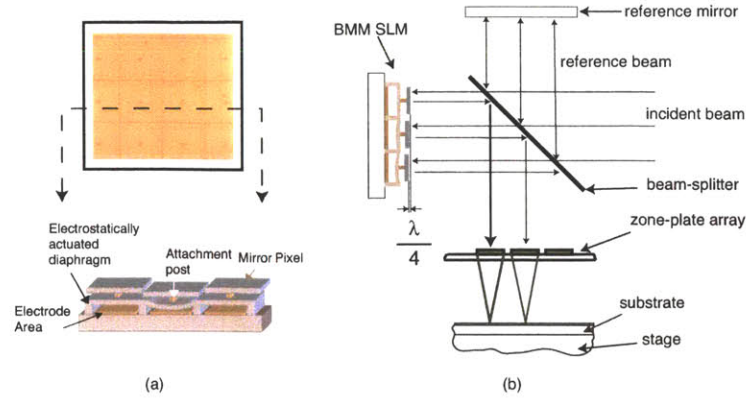 reference mirror
BMM SLM
reference beam
incident beam
beam-splitter
λ
4
zone-plate array
Electrostatically
actuated
diaphragm
Attachment
post
Mirror Pixel
Electrode
Area
substrate
stage
(a)
(b)